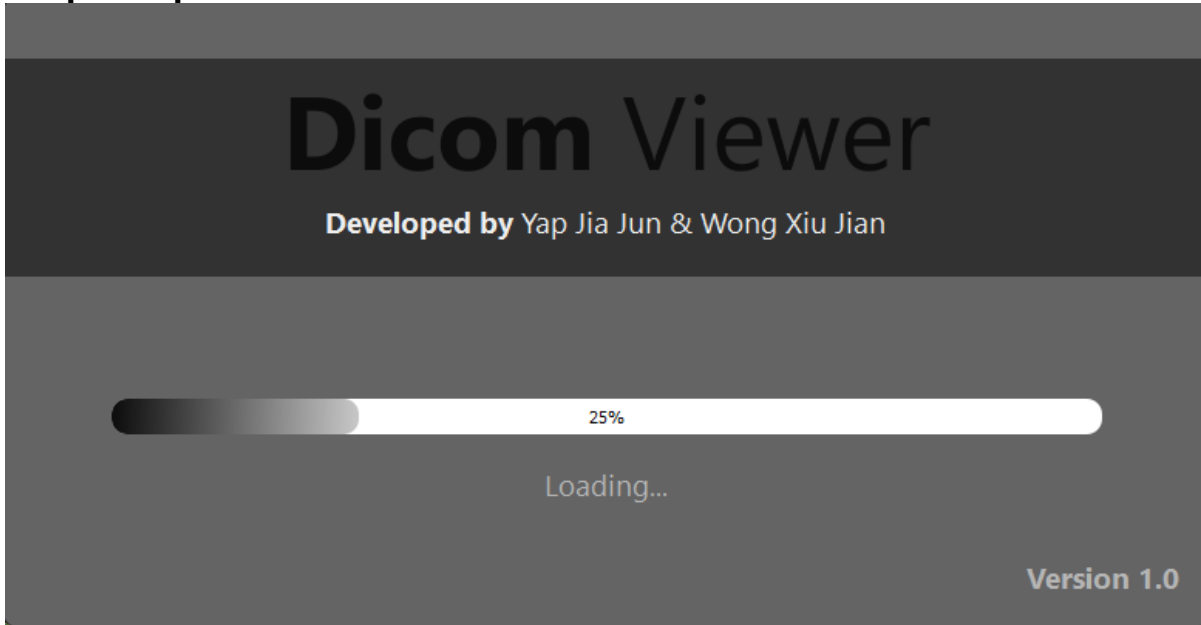 Dicom Viewer
Developed by Yap Jia Jun & Wong Xiu Jian
25%
Loading...
Version 1.0